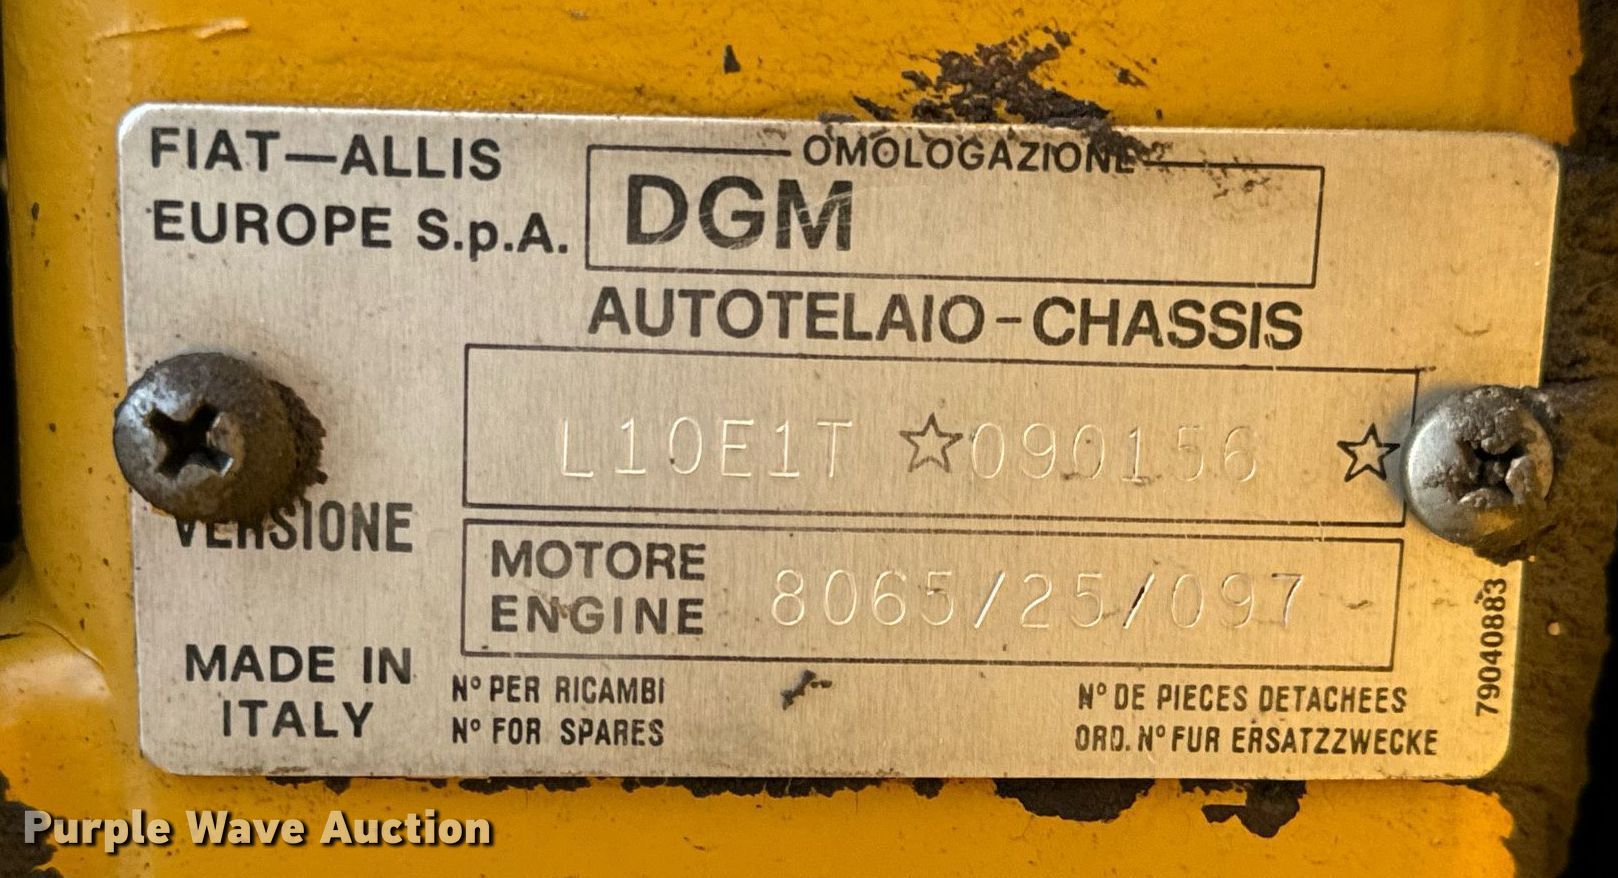 FIAT—ALLIS
EUROPE S.p.A.
OMOLOGAZIONE
DGM
AUTOTELAIO-CHASSIS
L10E1T ☆090156 ☆
VERSIONE
MOTORE
ENGINE
8065/25/097
MADE IN
ITALY
N° PER RICAMBI
N° FOR SPARES
N° DE PIECES DETACHEES
ORD. N° FUR ERSATZZWECKE
79040883
Purple Wave Auction